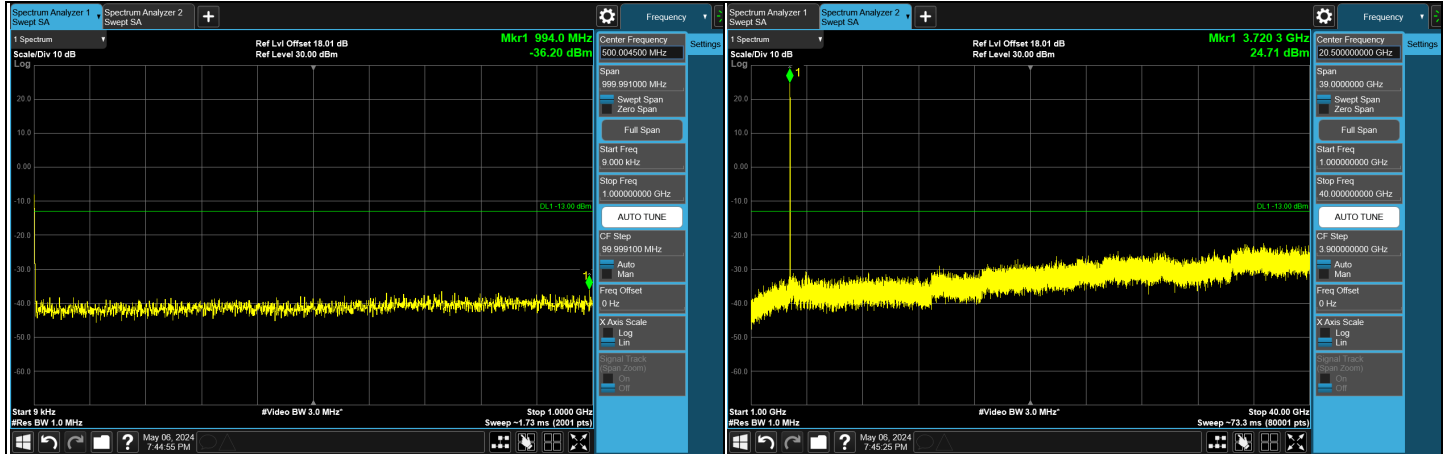 Spectrum Analyzer 1
Swept SA
Spectrum Analyzer 2
Swept SA
+
Frequency
1 Spectrum
Scale/Div 10 dB
Log
Ref Lvl Offset 18.01 dB
Ref Level 30.00 dBm
Mkr1 994.0 MHz
-36.20 dBm
20.0
10.0
0.00
-10.0
-20.0
-30.0
-40.0
-50.0
-60.0
DL1 -13.00 dBm
1
Start 9 kHz
#Res BW 1.0 MHz
#Video BW 3.0 MHz*
Stop 1.0000 GHz
Sweep ~1.73 ms (2001 pts)
Center Frequency
500.004500 MHz
Settings
Span
999.991000 MHz
Swept Span
Zero Span
Full Span
Start Freq
9.000 kHz
Stop Freq
1.000000000 GHz
AUTO TUNE
CF Step
99.999100 MHz
Auto
Man
Freq Offset
0 Hz
X Axis Scale
Log
Lin
Signal Track
(Span Zoom)
On
Off
?
May 06, 2024
7:44:55 PM
Spectrum Analyzer 1
Swept SA
Spectrum Analyzer 2
Swept SA
+
Frequency
1 Spectrum
Scale/Div 10 dB
Log
Ref Lvl Offset 18.01 dB
Ref Level 30.00 dBm
Mkr1 3.720 3 GHz
24.71 dBm
1
20.0
10.0
0.00
-10.0
-20.0
-30.0
-40.0
-50.0
-60.0
DL1 -13.00 dBm
Start 1.00 GHz
#Res BW 1.0 MHz
#Video BW 3.0 MHz*
Stop 40.00 GHz
Sweep ~73.3 ms (80001 pts)
Center Frequency
20.500000000 GHz
Settings
Span
39.0000000 GHz
Swept Span
Zero Span
Full Span
Start Freq
1.000000000 GHz
Stop Freq
40.000000000 GHz
AUTO TUNE
CF Step
3.900000000 GHz
Auto
Man
Freq Offset
0 Hz
X Axis Scale
Log
Lin
Signal Track
(Span Zoom)
On
Off
?
May 06, 2024
7:45:25 PM